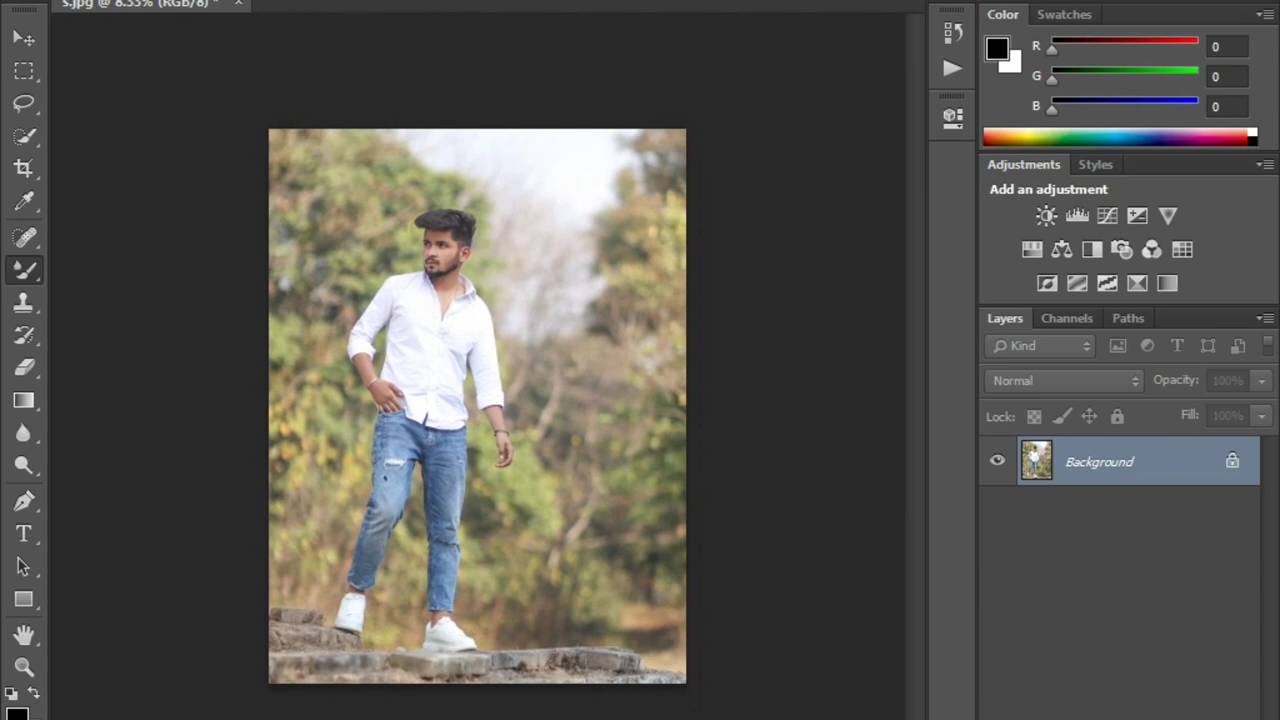 s.jpg @ 8.33% (RGB/8) * ×
Color Swatches
R 0
G 0
B 0
Adjustments Styles
Add an adjustment
Layers Channels Paths
Kind T
Normal Opacity: 100%
Lock: Fill: 100%
Background
T